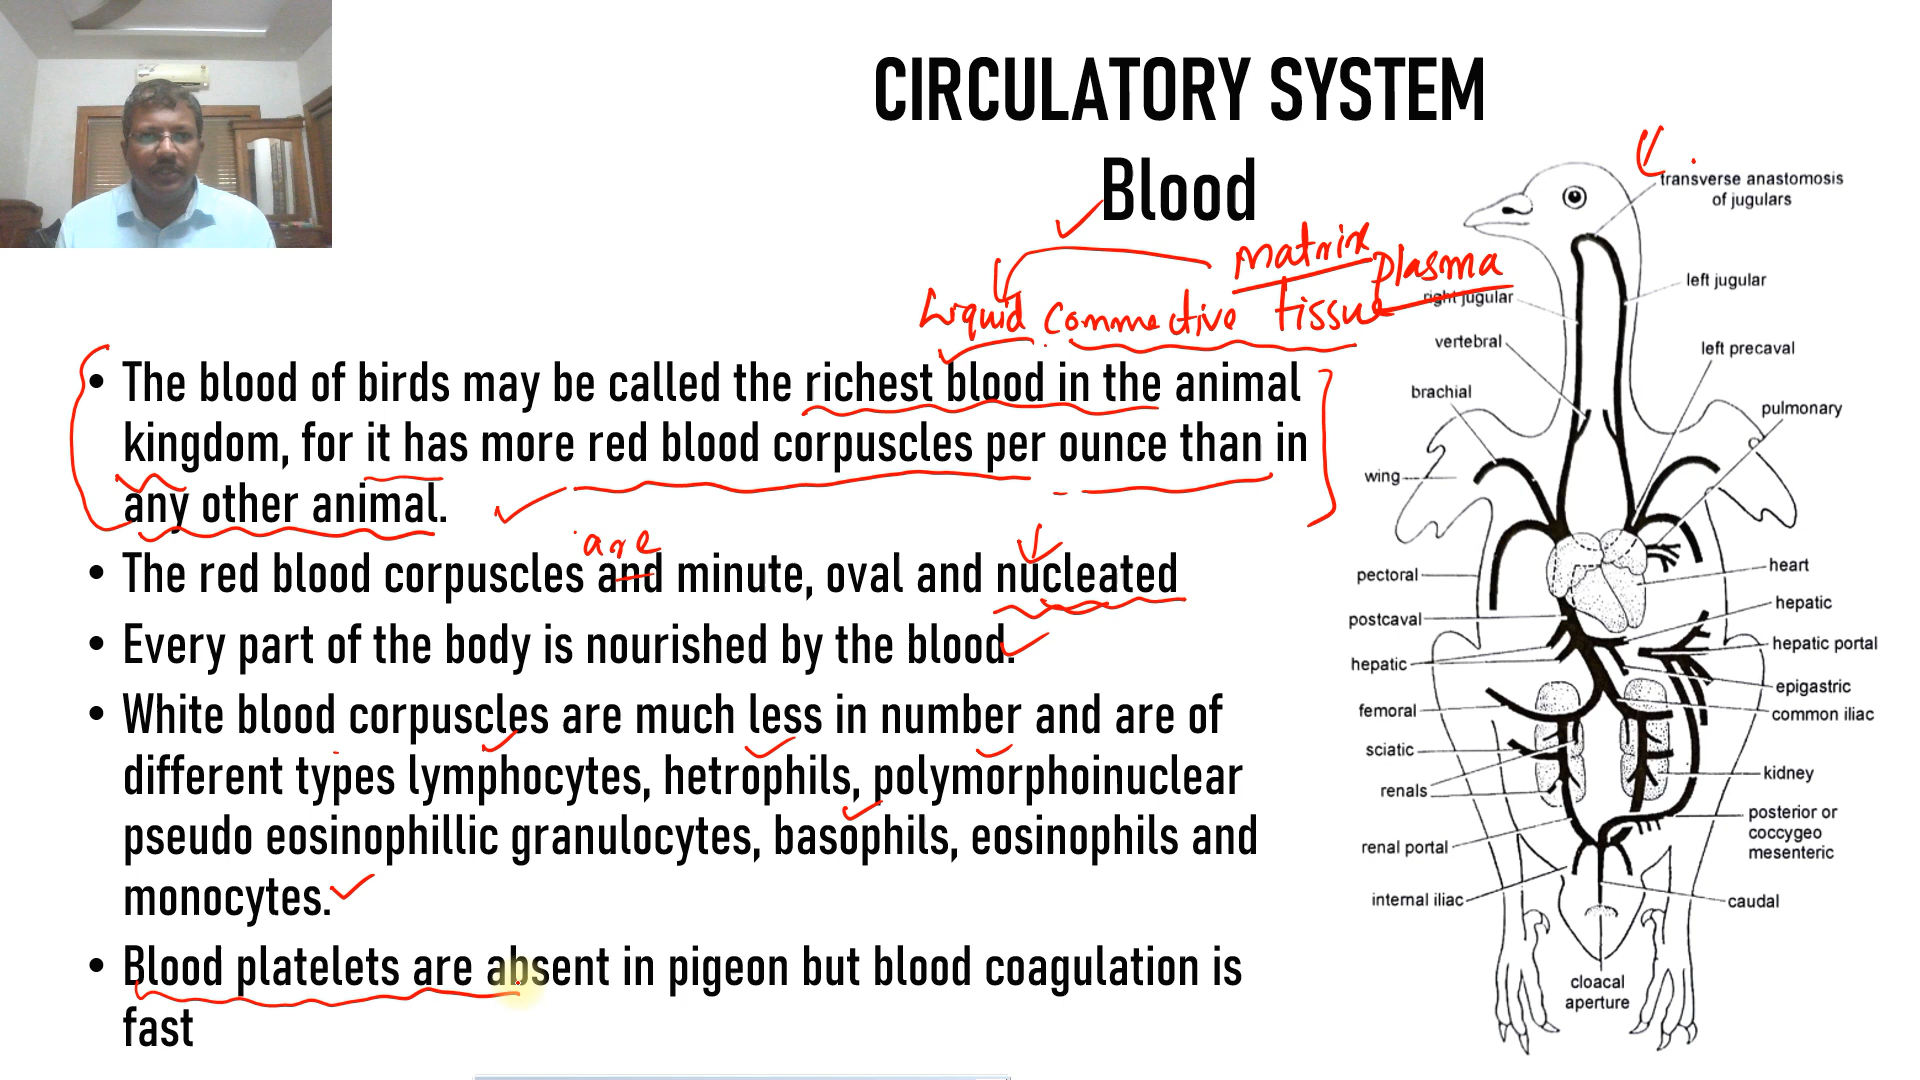 CIRCULATORY SYSTEM
Blood
matrix
plasma
Liquid Connective tissue
• The blood of birds may be called the richest blood in the animal
kingdom, for it has more red blood corpuscles per ounce than in
any other animal.
are
• The red blood corpuscles and minute, oval and nucleated
• Every part of the body is nourished by the blood.
• White blood corpuscles are much less in number and are of
different types lymphocytes, hetrophils, polymorphoinuclear
pseudo eosinophillic granulocytes, basophils, eosinophils and
monocytes.
• Blood platelets are absent in pigeon but blood coagulation is
fast
transverse anastomosis
of jugulars
left jugular
right jugular
vertebral
left precaval
brachial
pulmonary
wing
heart
pectoral
hepatic
postcaval
hepatic portal
hepatic
epigastric
femoral
common iliac
sciatic
kidney
renals
posterior or
coccygeo
mesenteric
renal portal
internal iliac
caudal
cloacal
aperture